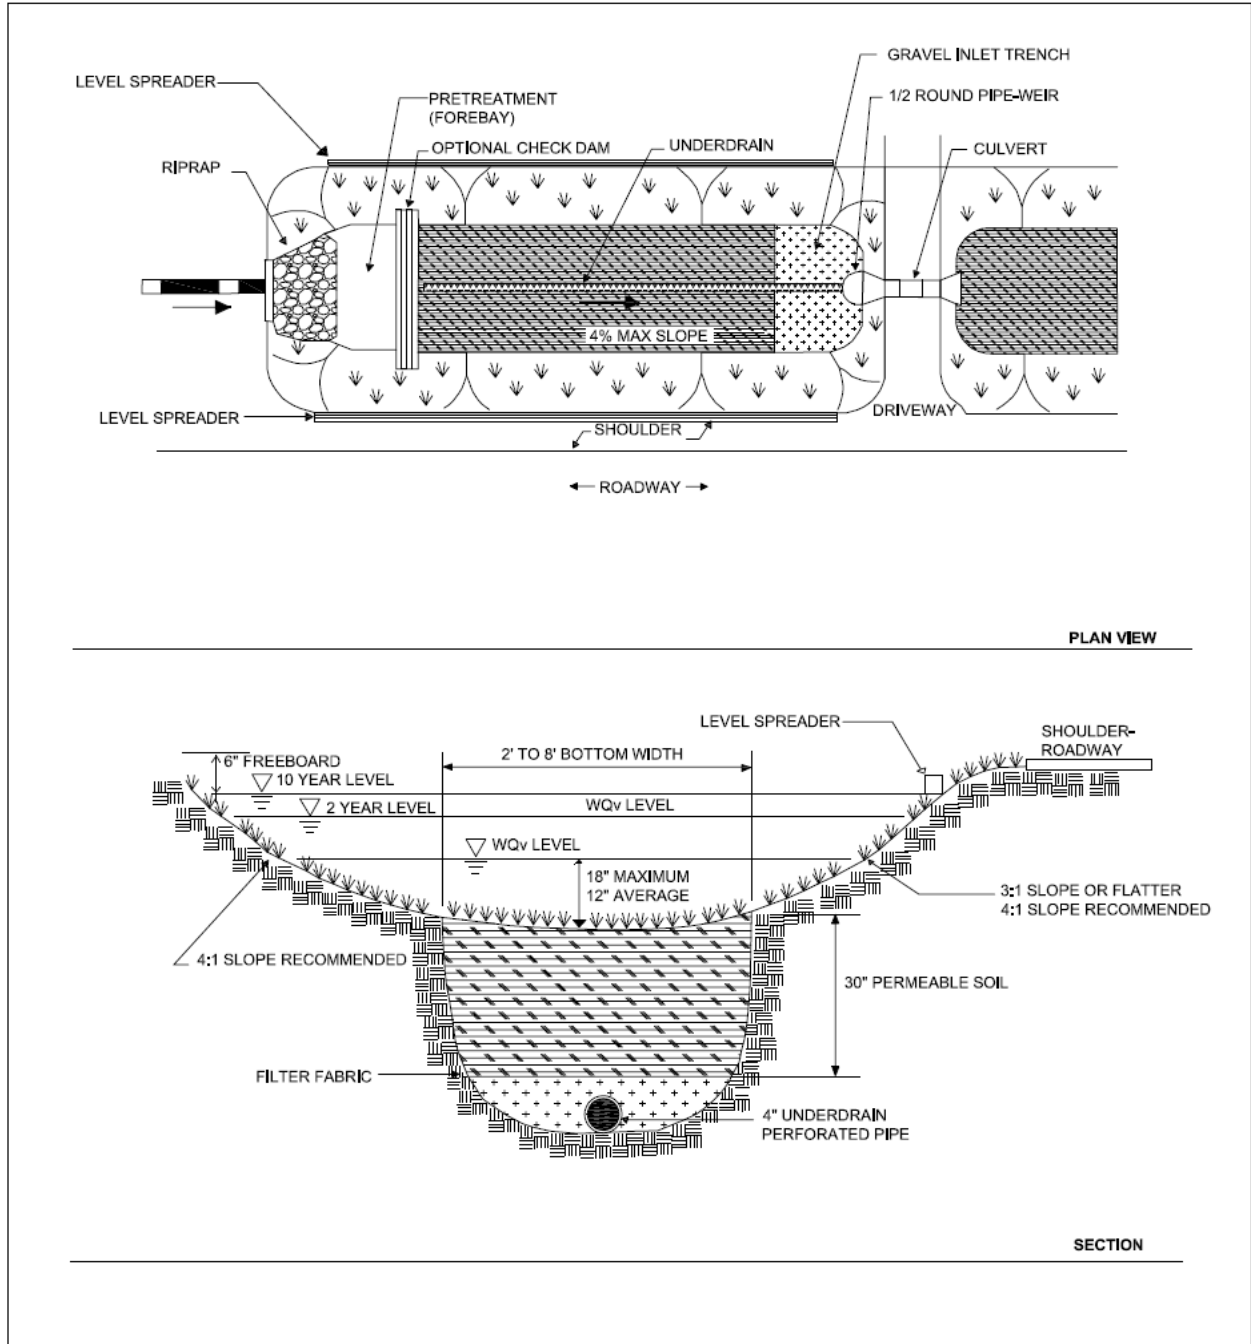 GRAVEL INLET TRENCH
LEVEL SPREADER
PRETREATMENT
(FOREBAY)
1/2 ROUND PIPE-WEIR
OPTIONAL CHECK DAM
UNDERDRAIN
CULVERT
RIPRAP
4% MAX SLOPE
LEVEL SPREADER
DRIVEWAY
SHOULDER
ROADWAY
PLAN VIEW
LEVEL SPREADER
SHOULDER-
ROADWAY
2' TO 8' BOTTOM WIDTH
6" FREEBOARD
10 YEAR LEVEL
2 YEAR LEVEL
WQv LEVEL
WQv LEVEL
18" MAXIMUM
12" AVERAGE
3:1 SLOPE OR FLATTER
4:1 SLOPE RECOMMENDED
4:1 SLOPE RECOMMENDED
30" PERMEABLE SOIL
FILTER FABRIC
4" UNDERDRAIN
PERFORATED PIPE
SECTION